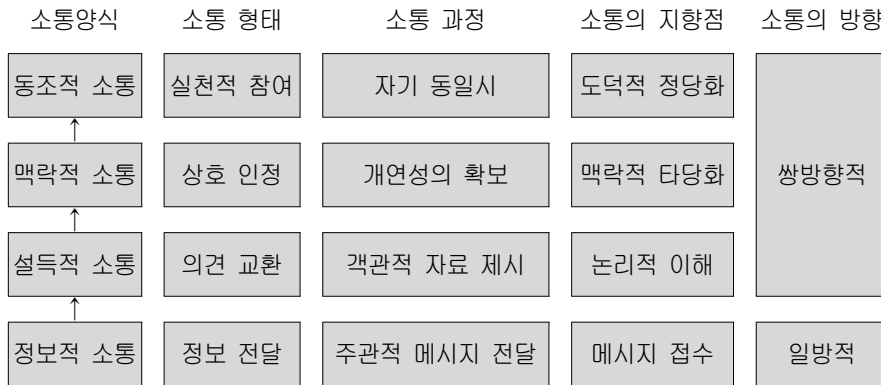 소통양식 소통 형태 소통 과정 소통의 지향점 소통의 방향
동조적 소통 실천적 참여 자기 동일시 도덕적 정당화
맥락적 소통 상호 인정 개연성의 확보 맥락적 타당화 쌍방향적
설득적 소통 의견 교환 객관적 자료 제시 논리적 이해
정보적 소통 정보 전달 주관적 메시지 전달 메시지 접수 일방적